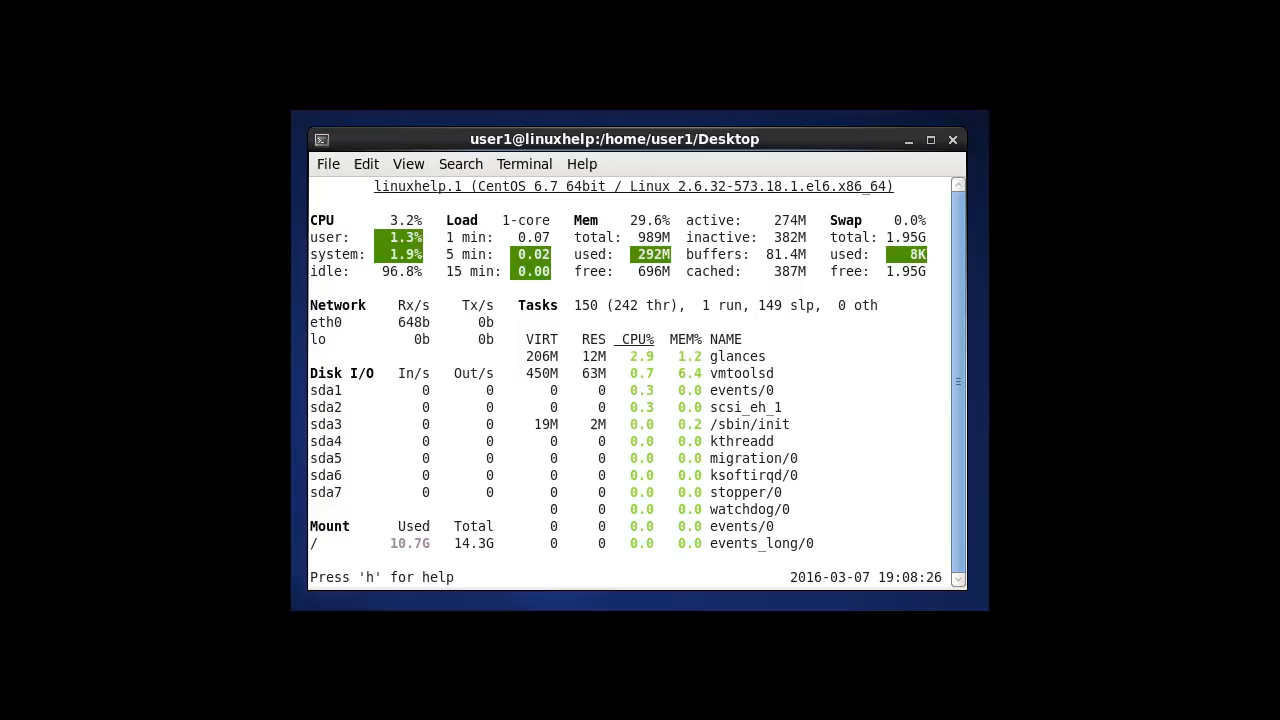 user1@linuxhelp:/home/user1/Desktop
File Edit View Search Terminal Help
linuxhelp.1 (CentOS 6.7 64bit / Linux 2.6.32-573.18.1.el6.x86_64)
CPU 3.2% Load 1-core Mem 29.6% active: 274M Swap 0.0%
user: 1.3% 1 min: 0.07 total: 989M inactive: 382M total: 1.95G
system: 1.9% 5 min: 0.02 used: 292M buffers: 81.4M used: 8K
idle: 96.8% 15 min: 0.00 free: 696M cached: 387M free: 1.95G
Network Rx/s Tx/s Tasks 150 (242 thr), 1 run, 149 slp, 0 oth
eth0 648b 0b
lo 0b 0b VIRT RES CPU% MEM% NAME
206M 12M 2.9 1.2 glances
Disk I/O In/s Out/s 450M 63M 0.7 6.4 vmtoolsd
sda1 0 0 0 0 0.3 0.0 events/0
sda2 0 0 0 0 0.3 0.0 scsi_eh_1
sda3 0 0 19M 2M 0.0 0.2 /sbin/init
sda4 0 0 0 0 0.0 0.0 kthreadd
sda5 0 0 0 0 0.0 0.0 migration/0
sda6 0 0 0 0 0.0 0.0 ksoftirqd/0
sda7 0 0 0 0 0.0 0.0 stopper/0
0 0 0.0 0.0 watchdog/0
Mount Used Total 0 0 0.0 0.0 events/0
/ 10.7G 14.3G 0 0 0.0 0.0 events_long/0
Press 'h' for help 2016-03-07 19:08:26